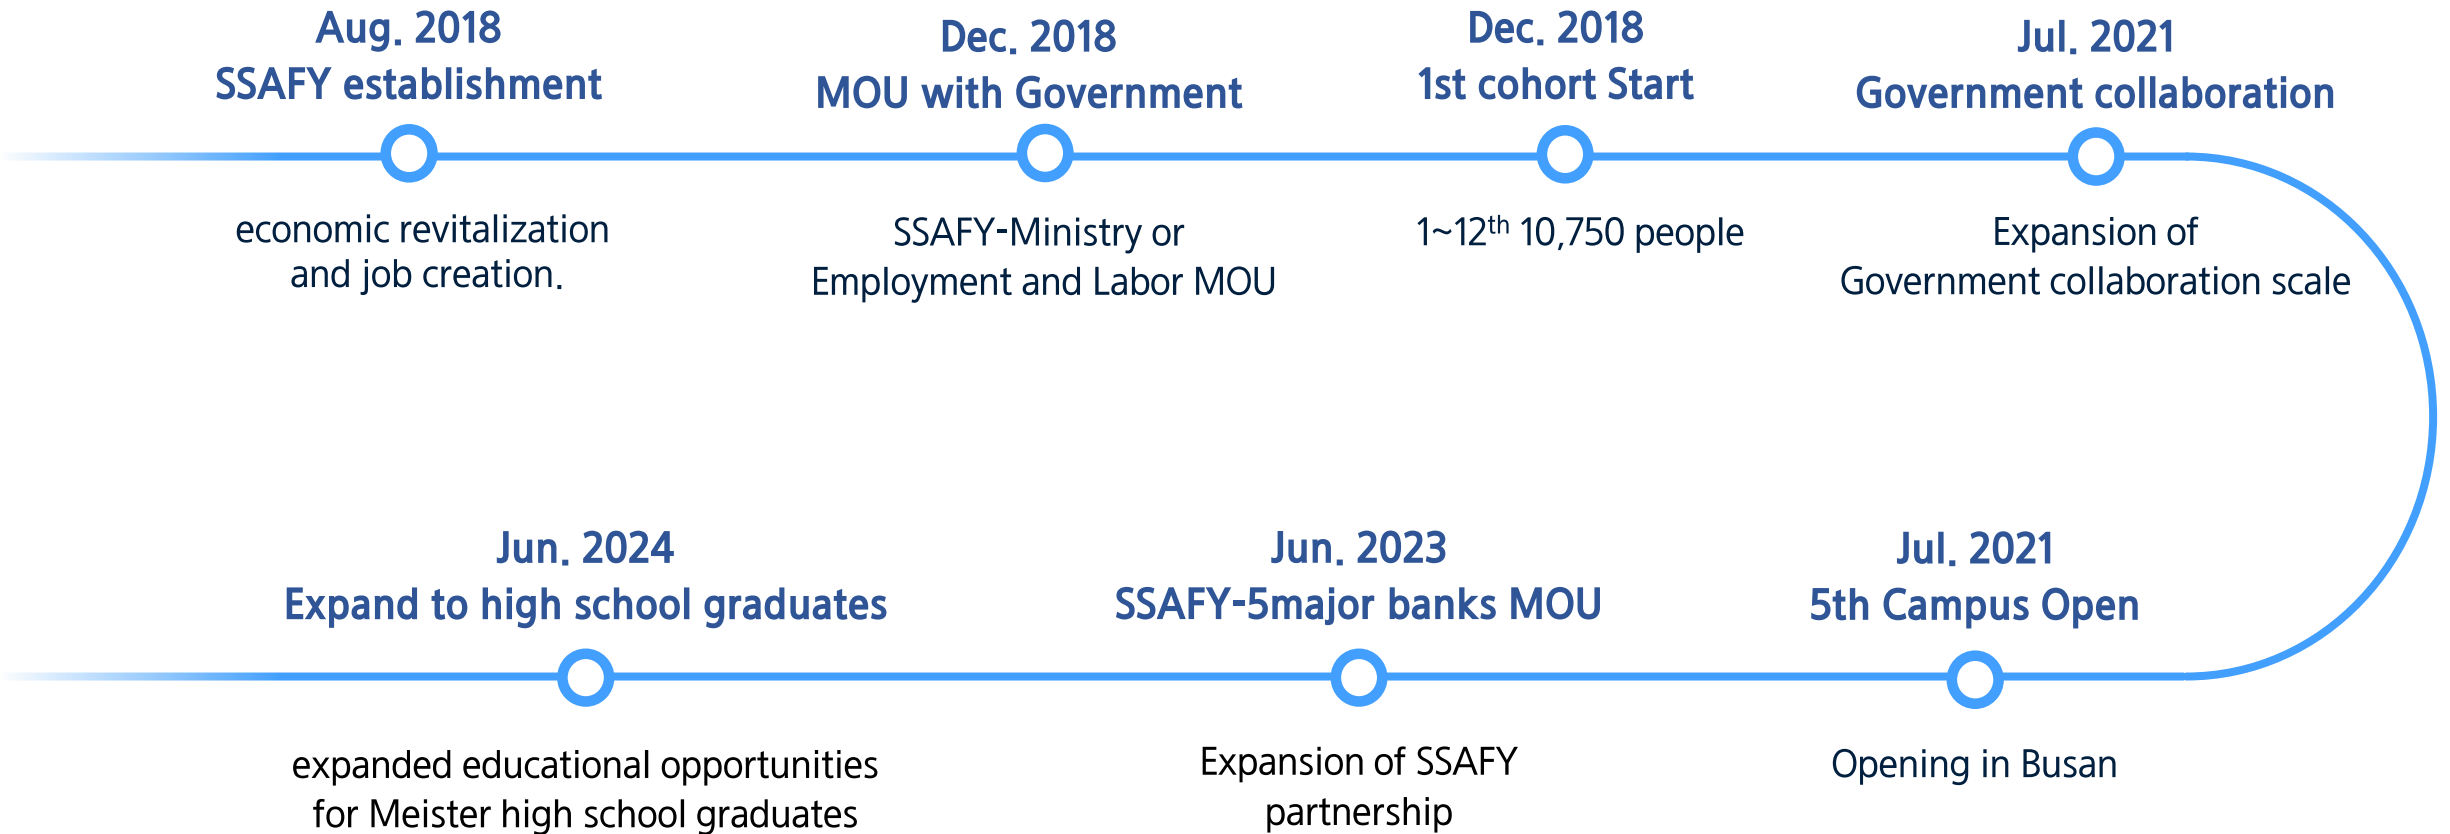 Aug. 2018
SSAFY establishment
economic revitalization
and job creation.
Dec. 2018
MOU with Government
SSAFY-Ministry or
Employment and Labor MOU
Dec. 2018
1st cohort Start
1~12th 10,750 people
Jul. 2021
Government collaboration
Expansion of
Government collaboration scale
Jul. 2021
5th Campus Open
Opening in Busan
Jun. 2023
SSAFY-5major banks MOU
Expansion of SSAFY
partnership
Jun. 2024
Expand to high school graduates
expanded educational opportunities
for Meister high school graduates